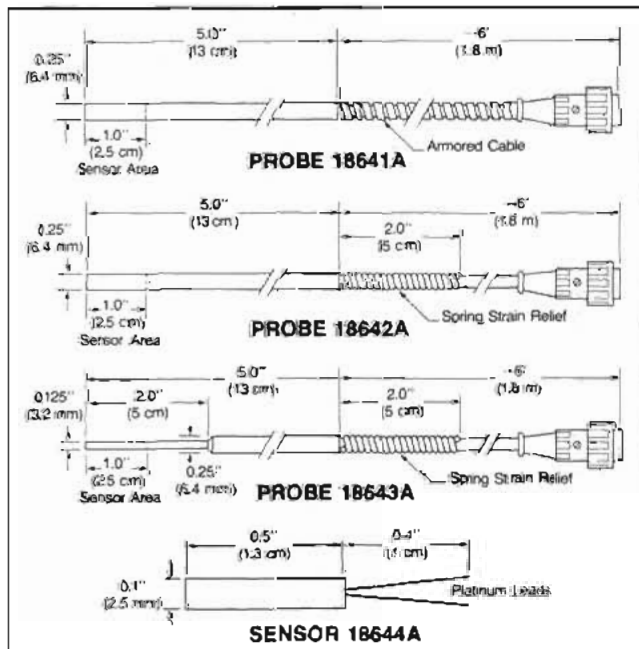 5.0" ~6'
(13 cm) (1.8 m)
0.25"
(6.4 mm)
1.0"
(2.5 cm)
Sensor Area
Armored Cable
PROBE 18641A
5.0" ~6'
(13 cm) (1.8 m)
0.25"
(6.4 mm)
2.0"
(5 cm)
1.0"
(2.5 cm)
Sensor Area
Spring Strain Relief
PROBE 18642A
5.0" ~6'
(13 cm) (1.8 m)
0.125"
(3.2 mm)
2.0"
(5 cm)
2.0"
(5 cm)
1.0"
(2.5 cm)
Sensor Area
0.25"
(6.4 mm)
Spring Strain Relief
PROBE 18643A
0.5"
(1.3 cm)
0.1"
(2.5 mm)
Platinum Leads
SENSOR 18644A